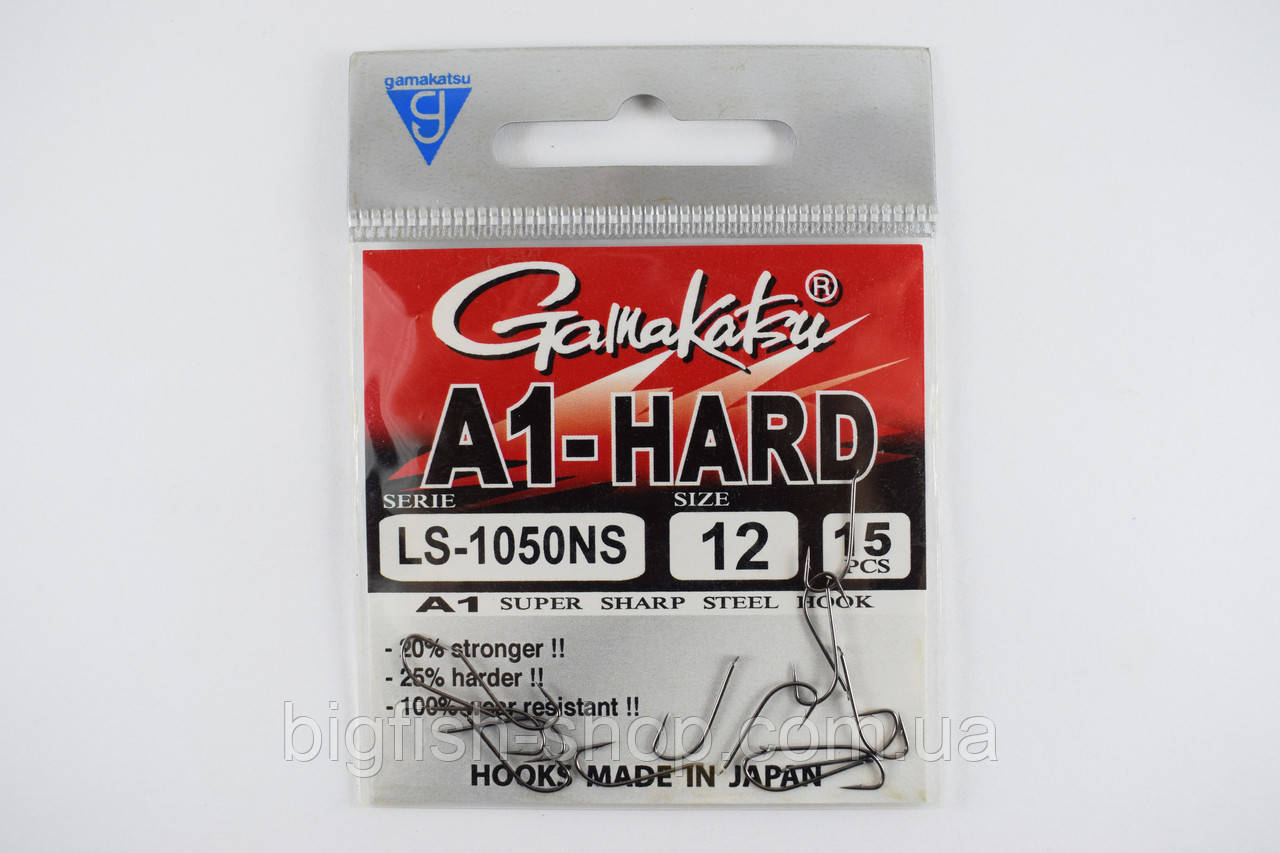 gamakatsu
g
Gamakatsu®
A1-HARD
SERIE SIZE
LS-1050NS 12 15
PCS
A1 SUPER SHARP STEEL HOOK
- 20% stronger !!
- 25% harder !!
- 100% wear resistant !!
bigfish-shop.com.ua
HOOKS MADE IN JAPAN